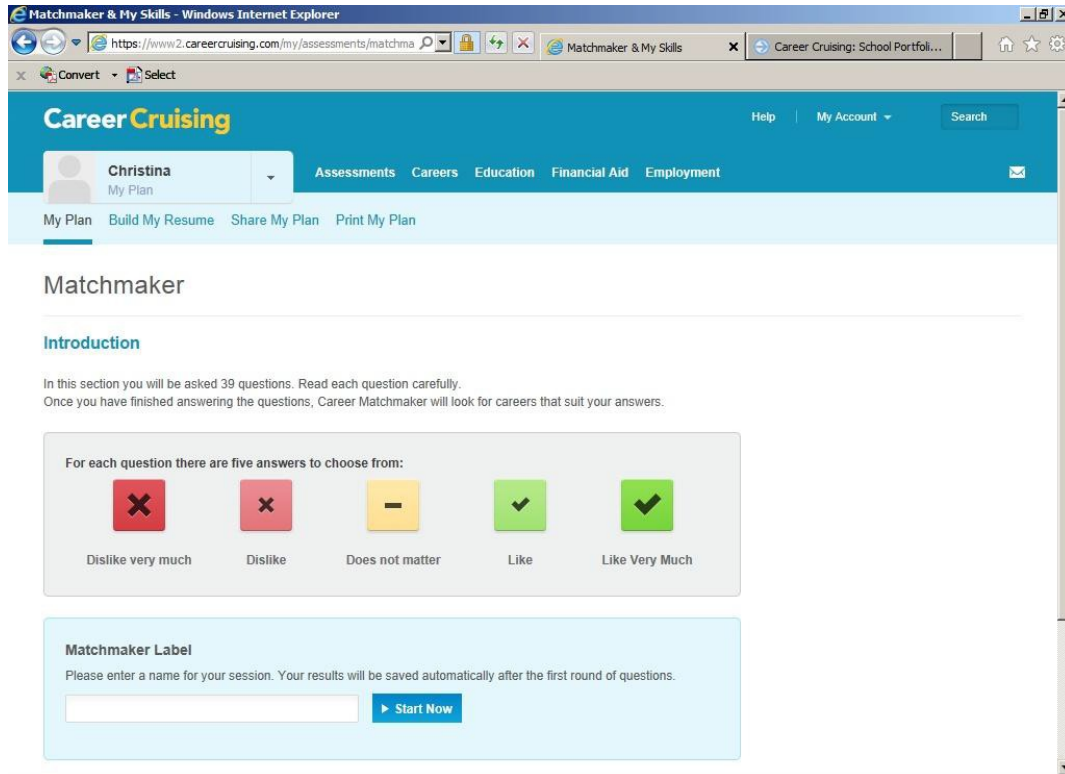 Matchmaker & My Skills - Windows Internet Explorer
https://www2.careercruising.com/my/assessments/matchma
Matchmaker & My Skills
Career Cruising: School Portfoli...
x Convert Select
Career Cruising
Help | My Account Search
Christina
My Plan
Assessments Careers Education Financial Aid Employment
My Plan Build My Resume Share My Plan Print My Plan
Matchmaker
Introduction
In this section you will be asked 39 questions. Read each question carefully.
Once you have finished answering the questions, Career Matchmaker will look for careers that suit your answers.
For each question there are five answers to choose from:
Dislike very much Dislike Does not matter Like Like Very Much
Matchmaker Label
Please enter a name for your session. Your results will be saved automatically after the first round of questions.
Start Now